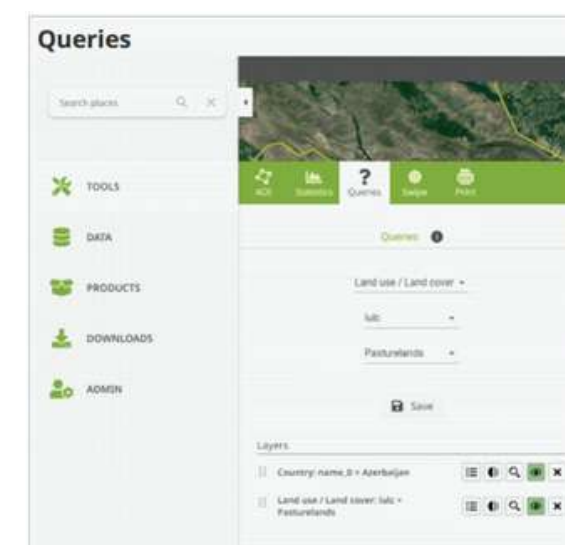 Queries
Search places
TOOLS
DATA
PRODUCTS
DOWNLOADS
ADMIN
AOI
Statistics
Queries
Swipe
Print
Queries
Land use / Land cover
lulc
Pasturelands
Save
Layers
Country: name_0 = Azerbaijan
Land use / Land cover: lulc =
Pasturelands